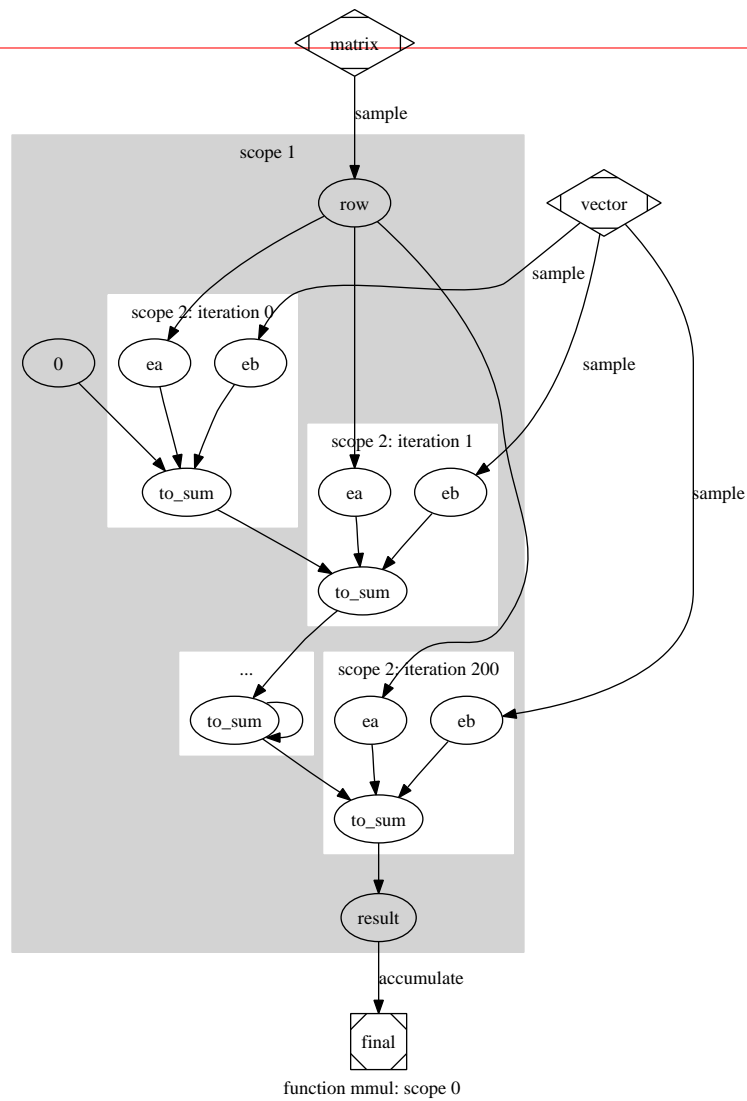 matrix
sample
scope 1
row
vector
sample
scope 2: iteration 0
0
ea
eb
sample
scope 2: iteration 1
to_sum
ea
eb
sample
to_sum
...
scope 2: iteration 200
to_sum
ea
eb
to_sum
result
accumulate
final
function mmul: scope 0